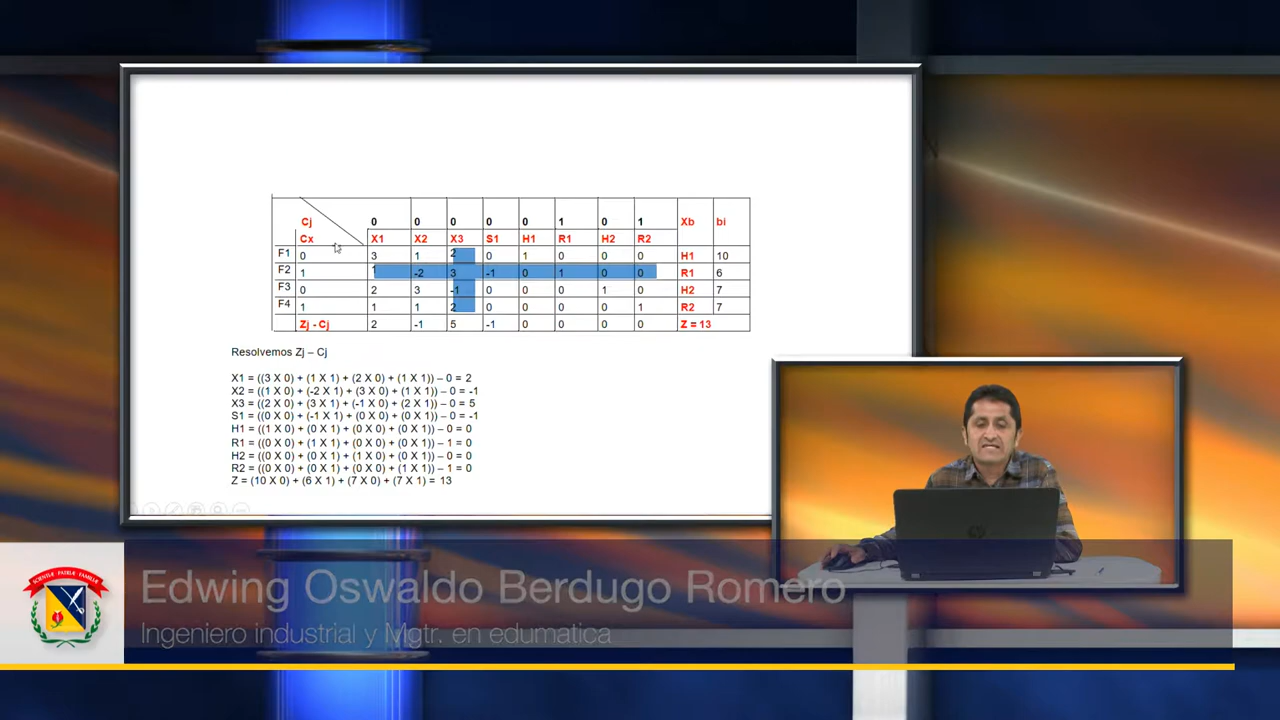 Cj 0 0 0 0 0 1 0 1 Xb bi
Cx X1 X2 X3 S1 H1 R1 H2 R2
F1 0 3 1 2 0 1 0 0 0 H1 10
F2 1 1 -2 3 -1 0 1 0 0 R1 6
F3 0 2 3 -1 0 0 0 1 0 H2 7
F4 1 1 1 2 0 0 0 0 1 R2 7
Zj - Cj 2 -1 5 -1 0 0 0 0 Z = 13
Resolvemos Zj – Cj
X1 = ((3 X 0) + (1 X 1) + (2 X 0) + (1 X 1)) – 0 = 2
X2 = ((1 X 0) + (-2 X 1) + (3 X 0) + (1 X 1)) – 0 = -1
X3 = ((2 X 0) + (3 X 1) + (-1 X 0) + (2 X 1)) – 0 = 5
S1 = ((0 X 0) + (-1 X 1) + (0 X 0) + (0 X 1)) – 0 = -1
H1 = ((1 X 0) + (0 X 1) + (0 X 0) + (0 X 1)) – 0 = 0
R1 = ((0 X 0) + (1 X 1) + (0 X 0) + (0 X 1)) – 1 = 0
H2 = ((0 X 0) + (0 X 1) + (1 X 0) + (0 X 1)) – 0 = 0
R2 = ((0 X 0) + (0 X 1) + (0 X 0) + (1 X 1)) – 1 = 0
Z = (10 X 0) + (6 X 1) + (7 X 0) + (7 X 1) = 13
Edwing Oswaldo Berdugo Romero
Ingeniero industrial y Mgtr. en edumatica